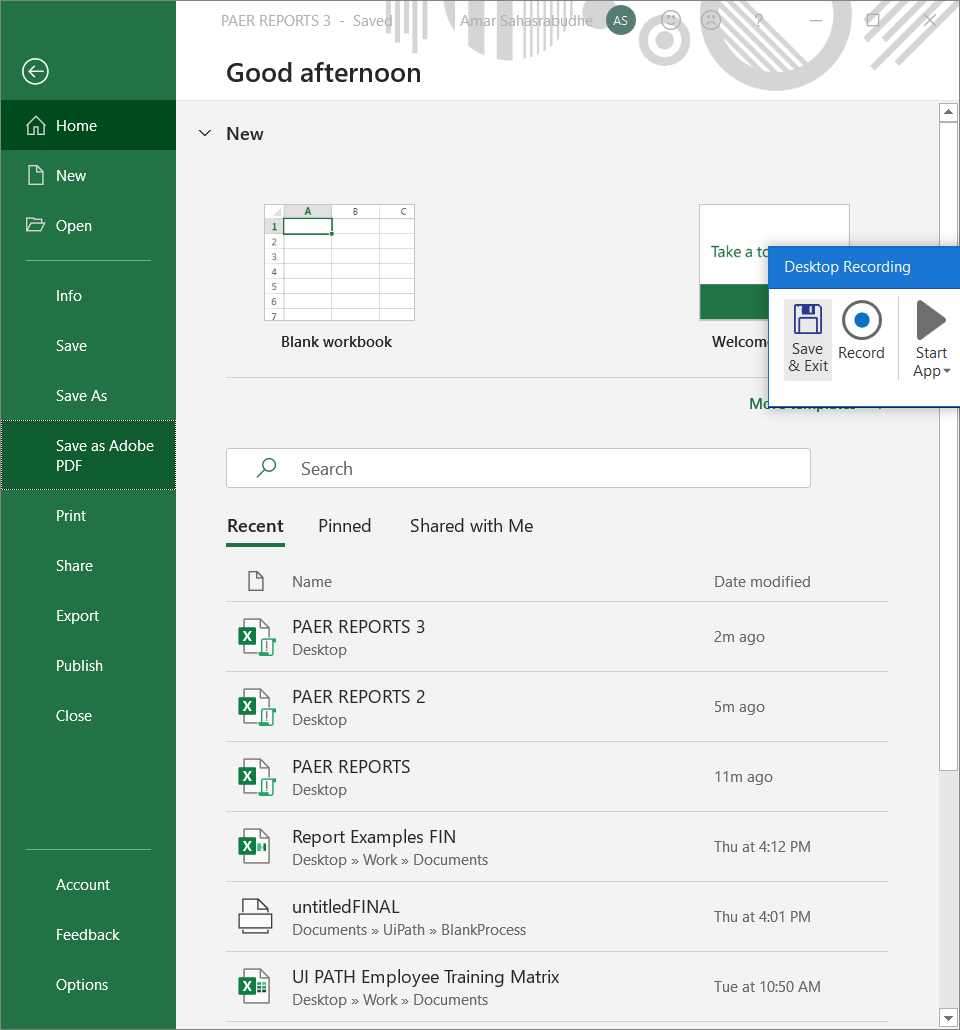 PAER REPORTS 3 - Saved
Amar Sahasrabudhe
AS
?
Good afternoon
Home
New
Open
Info
Save
Save As
Save as Adobe
PDF
Print
Share
Export
Publish
Close
Account
Feedback
Options
New
A B C
1
2
3
4
5
6
7
Blank workbook
Take a to
Welcome
Desktop Recording
Save
& Exit
Record
Start
App
More templates
Search
Recent Pinned Shared with Me
Name Date modified
X PAER REPORTS 3 2m ago
Desktop
X PAER REPORTS 2 5m ago
Desktop
X PAER REPORTS 11m ago
Desktop
X Report Examples FIN Thu at 4:12 PM
Desktop » Work » Documents
untitledFINAL Thu at 4:01 PM
Documents » UiPath » BlankProcess
X UI PATH Employee Training Matrix Tue at 10:50 AM
Desktop » Work » Documents